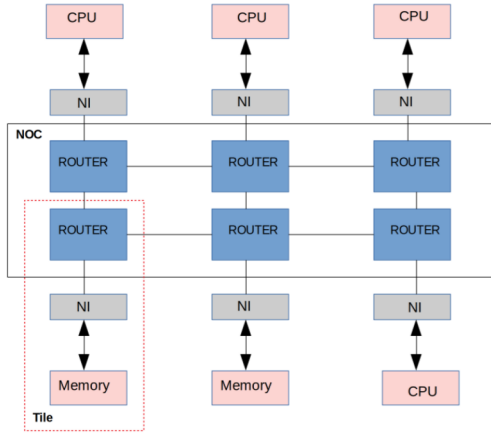 CPU CPU CPU
NI NI NI
NOC
ROUTER ROUTER ROUTER
ROUTER ROUTER ROUTER
NI NI NI
Memory Memory CPU
Tile